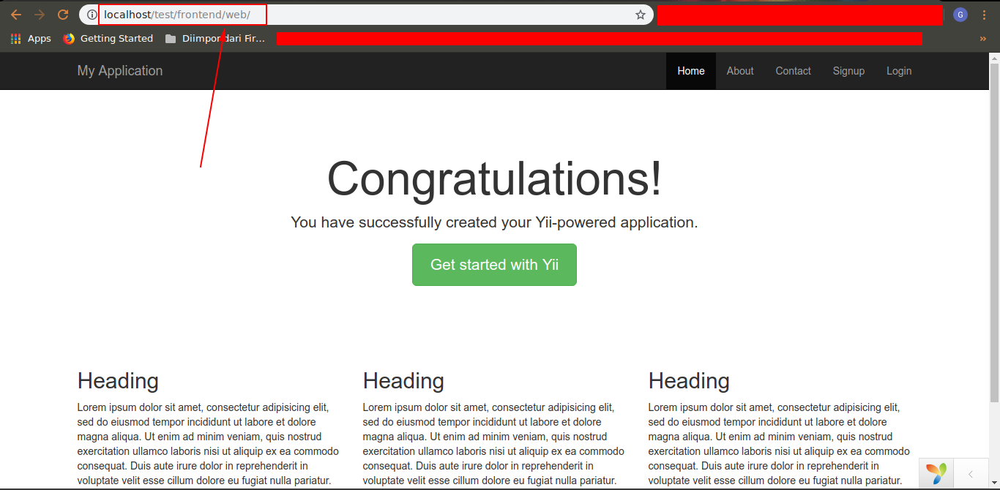 localhost/test/frontend/web/
G
Apps Getting Started Diimpor dari Fir... »
My Application Home About Contact Signup Login
Congratulations!
You have successfully created your Yii-powered application.
Get started with Yii
Heading
Lorem ipsum dolor sit amet, consectetur adipisicing elit,
sed do eiusmod tempor incididunt ut labore et dolore
magna aliqua. Ut enim ad minim veniam, quis nostrud
exercitation ullamco laboris nisi ut aliquip ex ea commodo
consequat. Duis aute irure dolor in reprehenderit in
voluptate velit esse cillum dolore eu fugiat nulla pariatur.
Heading
Lorem ipsum dolor sit amet, consectetur adipisicing elit,
sed do eiusmod tempor incididunt ut labore et dolore
magna aliqua. Ut enim ad minim veniam, quis nostrud
exercitation ullamco laboris nisi ut aliquip ex ea commodo
consequat. Duis aute irure dolor in reprehenderit in
voluptate velit esse cillum dolore eu fugiat nulla pariatur.
Heading
Lorem ipsum dolor sit amet, consectetur adipisicing elit,
sed do eiusmod tempor incididunt ut labore et dolore
magna aliqua. Ut enim ad minim veniam, quis nostrud
exercitation ullamco laboris nisi ut aliquip ex ea commodo
consequat. Duis aute irure dolor in reprehenderit in
voluptate velit esse cillum dolore eu fugiat nulla pariatur.